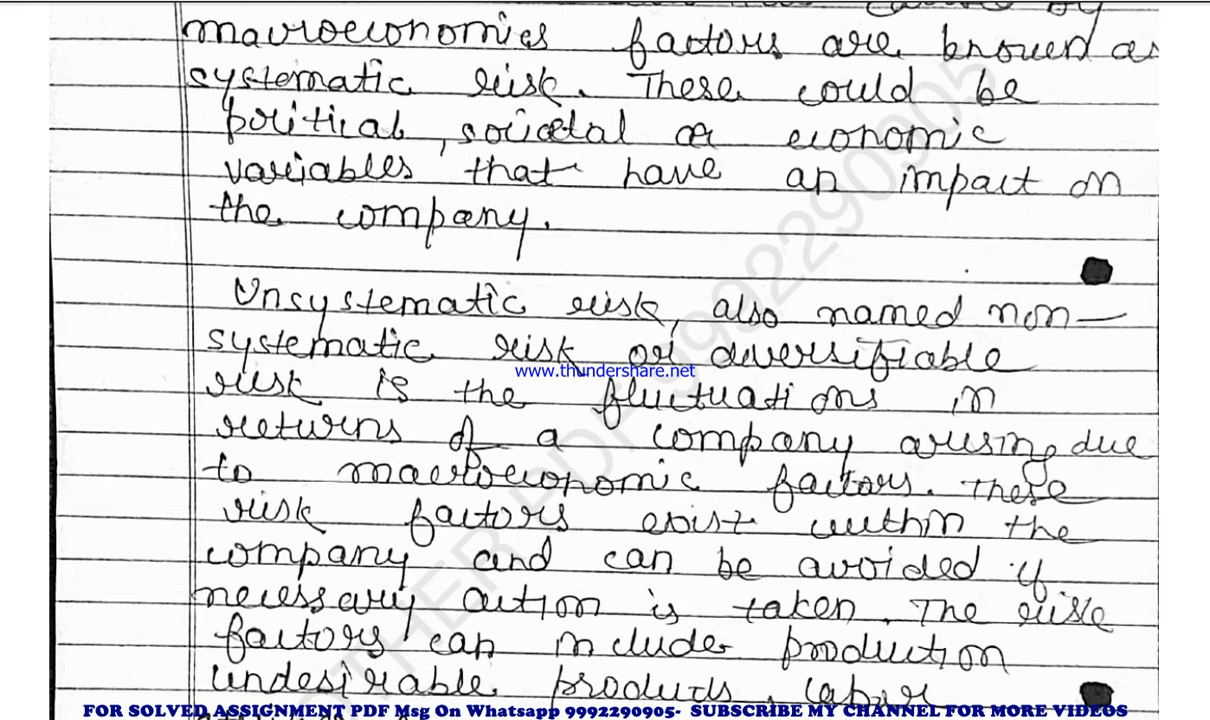 by
macroeconomics factors are known as
systematic risk. These could be
political, societal or economic
variables that have an impact on
the company.
Unsystematic risk, also named non-
systematic risk or diversifiable
www.thundershare.net
risk is the fluctuations in
returns of a company arising due
to macroeconomic factors. These
risk factors exist within the
company and can be avoided if
necessary action is taken. The risk
factors can include production
undesirable products, labor
FOR SOLVED ASSIGNMENT PDF Msg On Whatsapp 9992290905- SUBSCRIBE MY CHANNEL FOR MORE VIDEOS